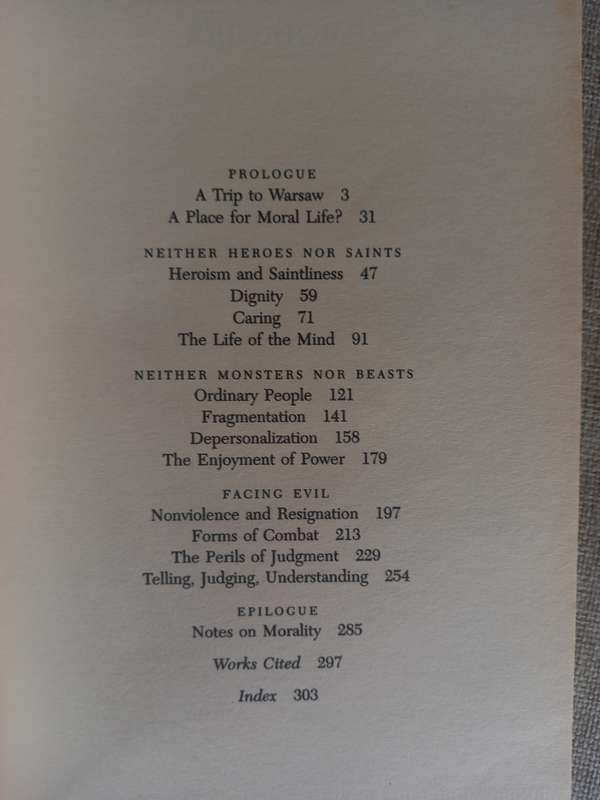 PROLOGUE
A Trip to Warsaw 3
A Place for Moral Life? 31
NEITHER HEROES NOR SAINTS
Heroism and Saintliness 47
Dignity 59
Caring 71
The Life of the Mind 91
NEITHER MONSTERS NOR BEASTS
Ordinary People 121
Fragmentation 141
Depersonalization 158
The Enjoyment of Power 179
FACING EVIL
Nonviolence and Resignation 197
Forms of Combat 213
The Perils of Judgment 229
Telling, Judging, Understanding 254
EPILOGUE
Notes on Morality 285
Works Cited 297
Index 303